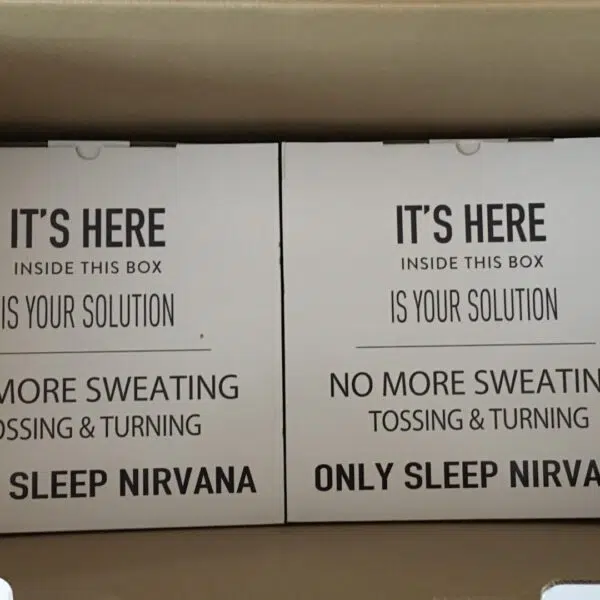 IT'S HERE
INSIDE THIS BOX
IS YOUR SOLUTION
MORE SWEATING
OSSING & TURNING
SLEEP NIRVANA
IT'S HERE
INSIDE THIS BOX
IS YOUR SOLUTION
NO MORE SWEATIN
TOSSING & TURNING
ONLY SLEEP NIRVA